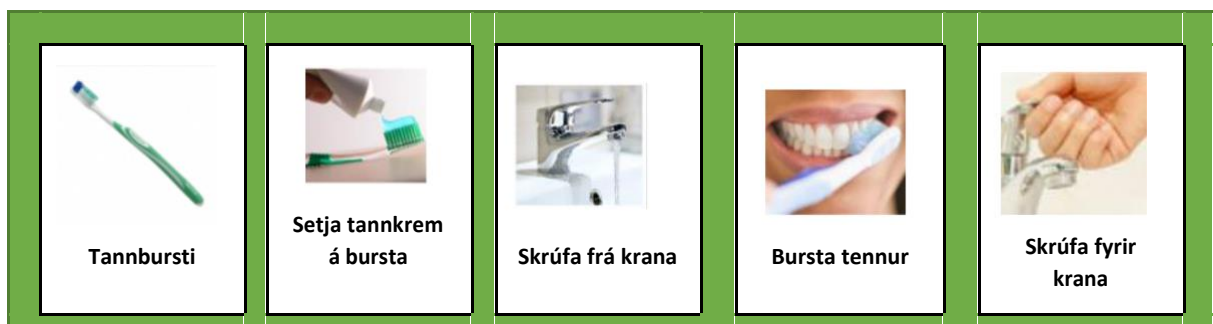 Tannbursti
Setja tannkrem
á bursta
Skrúfa frá krana
Bursta tennur
Skrúfa fyrir
krana